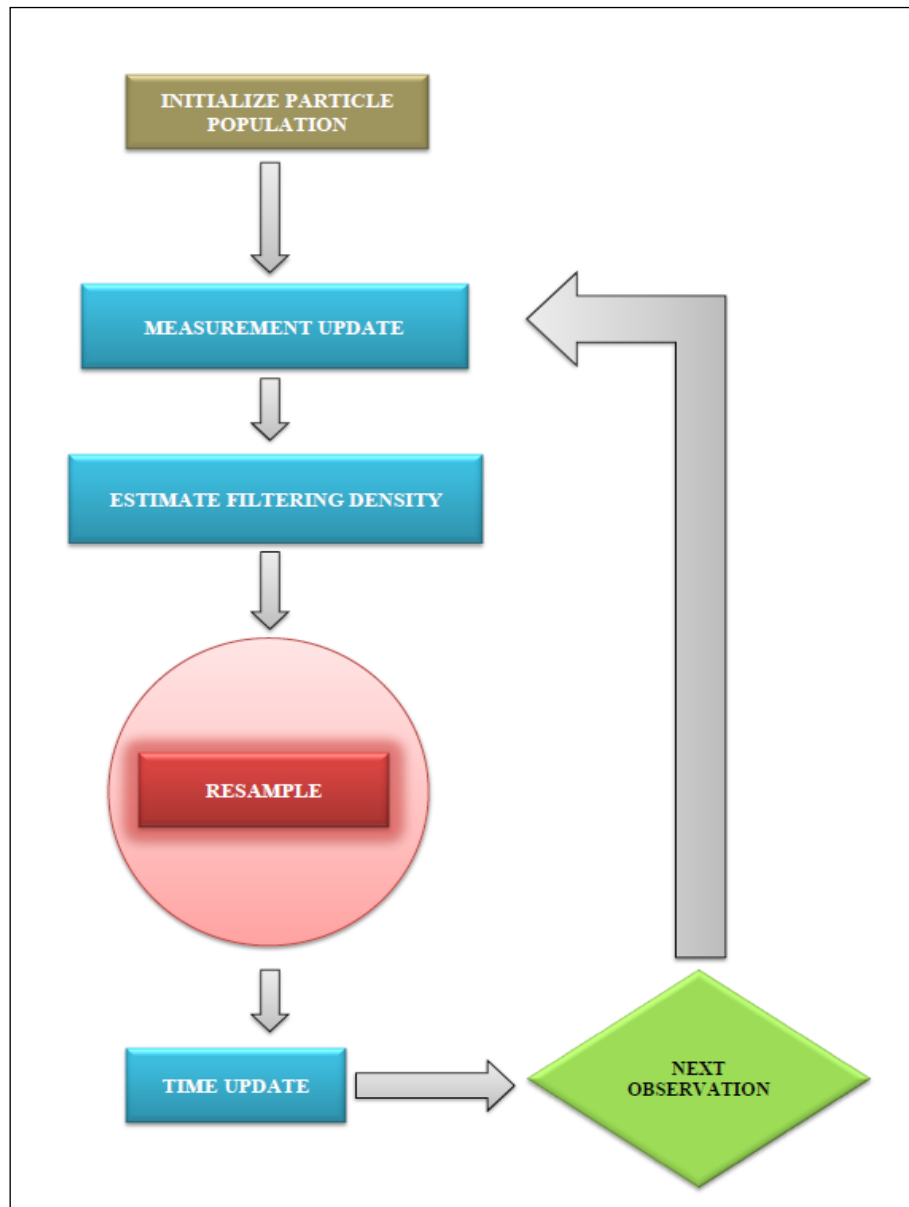 INITIALIZE PARTICLE
POPULATION
MEASUREMENT UPDATE
ESTIMATE FILTERING DENSITY
RESAMPLE
TIME UPDATE
NEXT
OBSERVATION